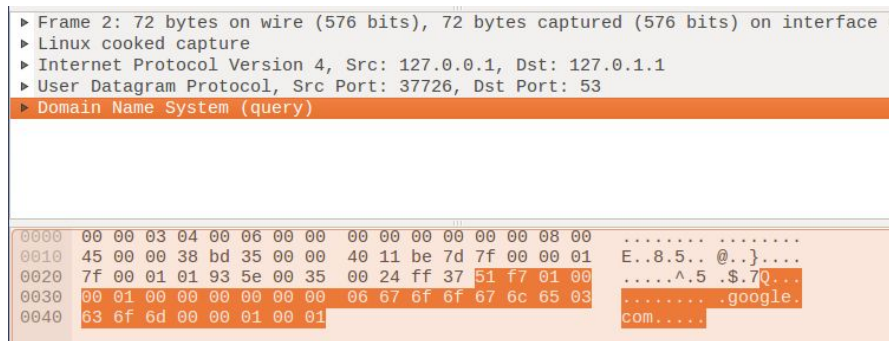 ▸ Frame 2: 72 bytes on wire (576 bits), 72 bytes captured (576 bits) on interface
▸ Linux cooked capture
▸ Internet Protocol Version 4, Src: 127.0.0.1, Dst: 127.0.1.1
▸ User Datagram Protocol, Src Port: 37726, Dst Port: 53
▸ Domain Name System (query)
0000 00 00 03 04 00 06 00 00 00 00 00 00 00 00 08 00 ........ ........
0010 45 00 00 38 bd 35 00 00 40 11 be 7d 7f 00 00 01 E..8.5.. @..}....
0020 7f 00 01 01 93 5e 00 35 00 24 ff 37 51 f7 01 00 .....^.5 .$.7Q...
0030 00 01 00 00 00 00 00 00 06 67 6f 6f 67 6c 65 03 ........ .google.
0040 63 6f 6d 00 00 01 00 01 com.....